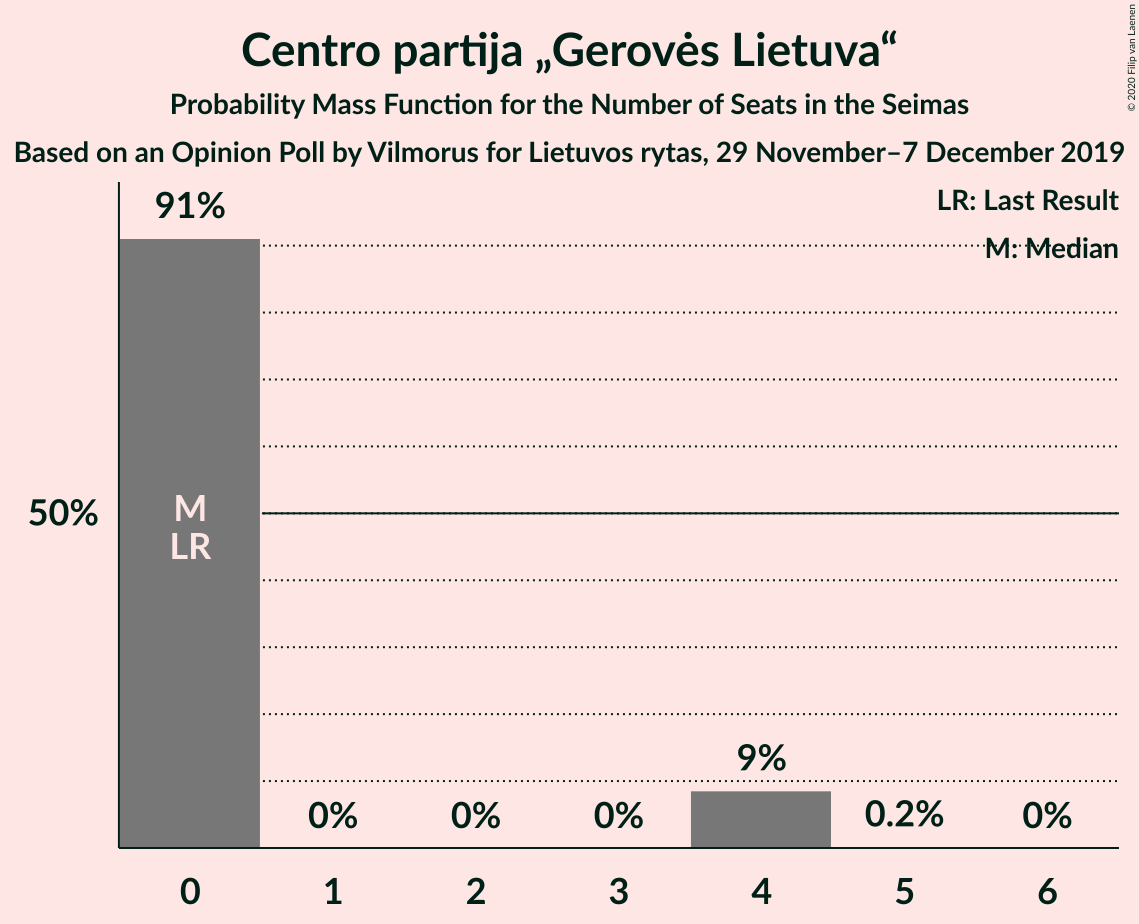 Centro partija „Gerovės Lietuva“
Probability Mass Function for the Number of Seats in the Seimas
Based on an Opinion Poll by Vilmorus for Lietuvos rytas, 29 November–7 December 2019
© 2020 Filip van Laenen
LR: Last Result
M: Median
91%
50%
M
LR
0%
0%
0%
9%
0.2%
0%
0
1
2
3
4
5
6